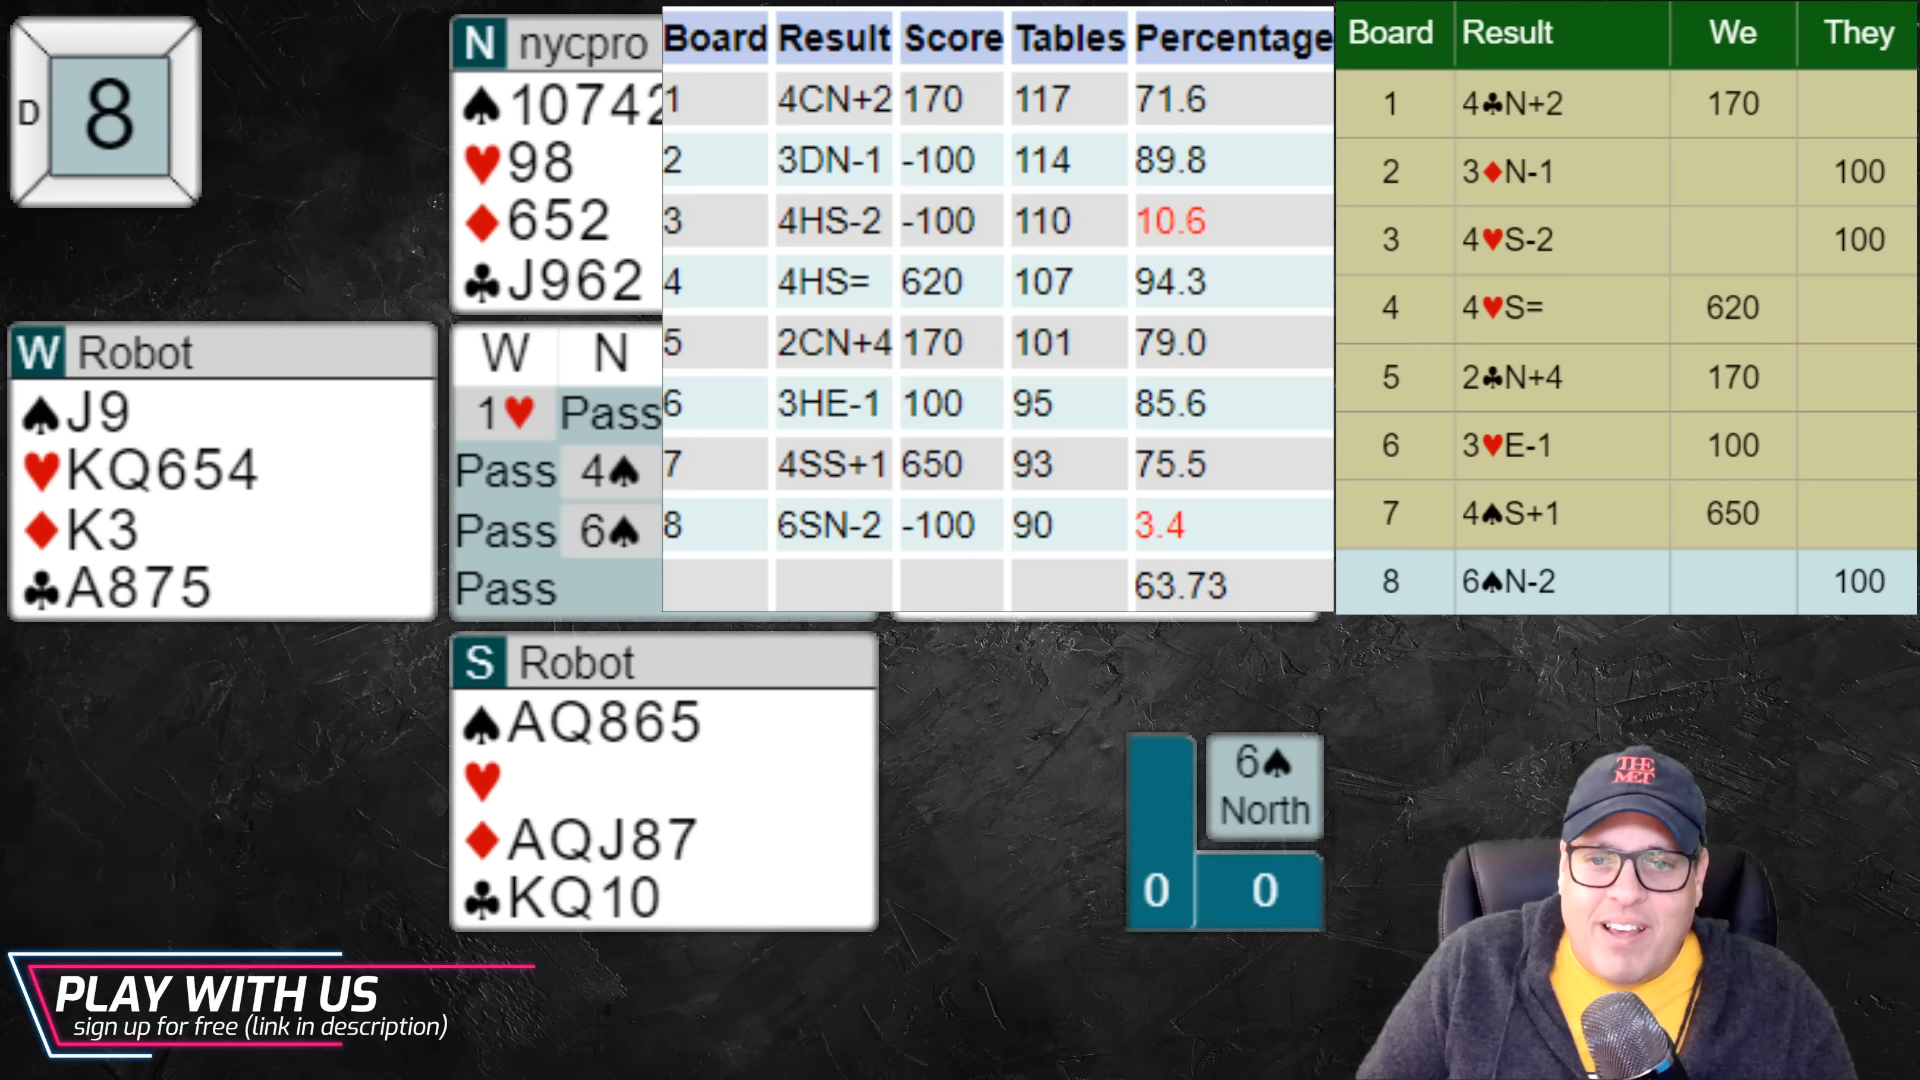 D 8
N nycpro
♠10742
♥98
♦652
♣J962
W Robot
♠J9
♥KQ654
♦K3
♣A875
W N
1♥ Pass
Pass 4♠
Pass 6♠
Pass
S Robot
♠AQ865
♥
♦AQJ87
♣KQ10
Board Result Score Tables Percentage
1 4CN+2 170 117 71.6
2 3DN-1 -100 114 89.8
3 4HS-2 -100 110 10.6
4 4HS= 620 107 94.3
5 2CN+4 170 101 79.0
6 3HE-1 100 95 85.6
7 4SS+1 650 93 75.5
8 6SN-2 -100 90 3.4
63.73
Board Result We They
1 4♣N+2 170
2 3♦N-1 100
3 4♥S-2 100
4 4♥S= 620
5 2♣N+4 170
6 3♥E-1 100
7 4♠S+1 650
8 6♠N-2 100
6♠
North
0 0
THE
MET
PLAY WITH US
sign up for free (link in description)